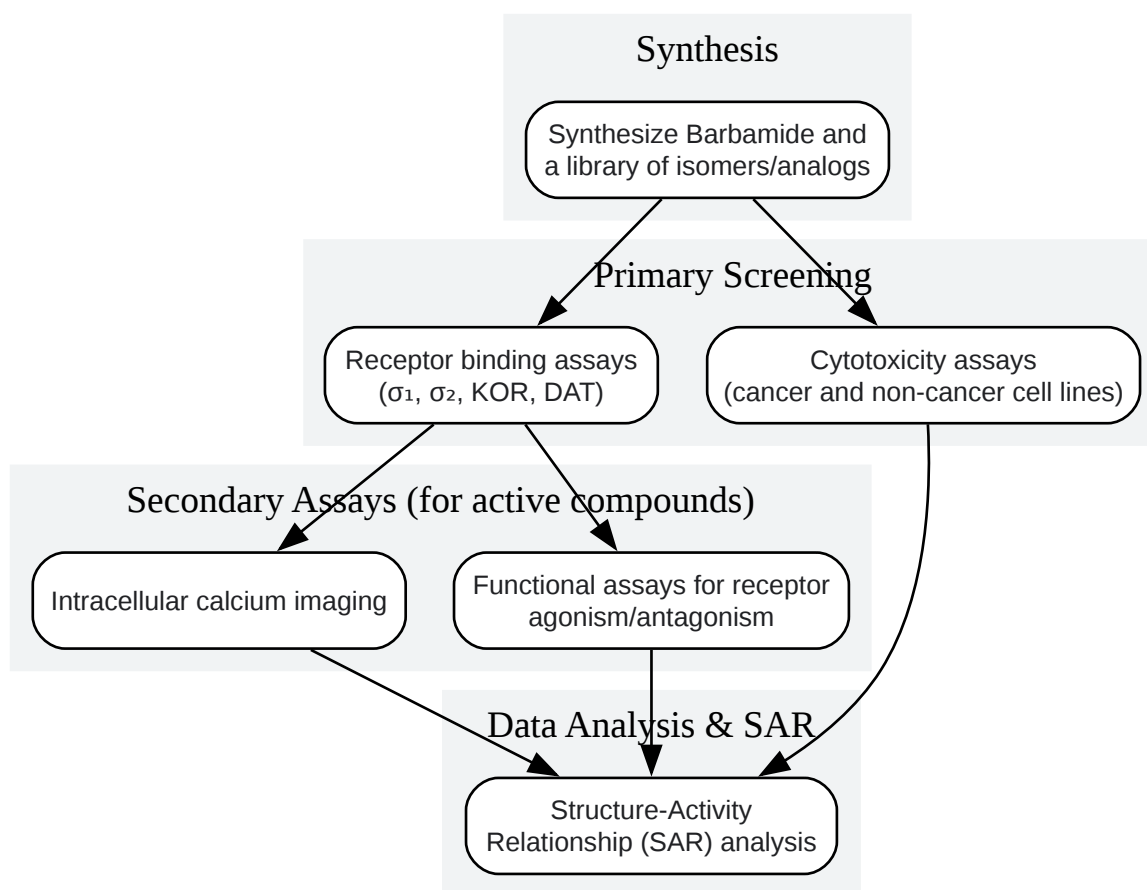 Synthesis
Synthesize Barbamide and
a library of isomers/analogs
Primary Screening
Receptor binding assays
(σ₁, σ₂, KOR, DAT)
Cytotoxicity assays
(cancer and non-cancer cell lines)
Secondary Assays (for active compounds)
Intracellular calcium imaging
Functional assays for receptor
agonism/antagonism
Data Analysis & SAR
Structure-Activity
Relationship (SAR) analysis